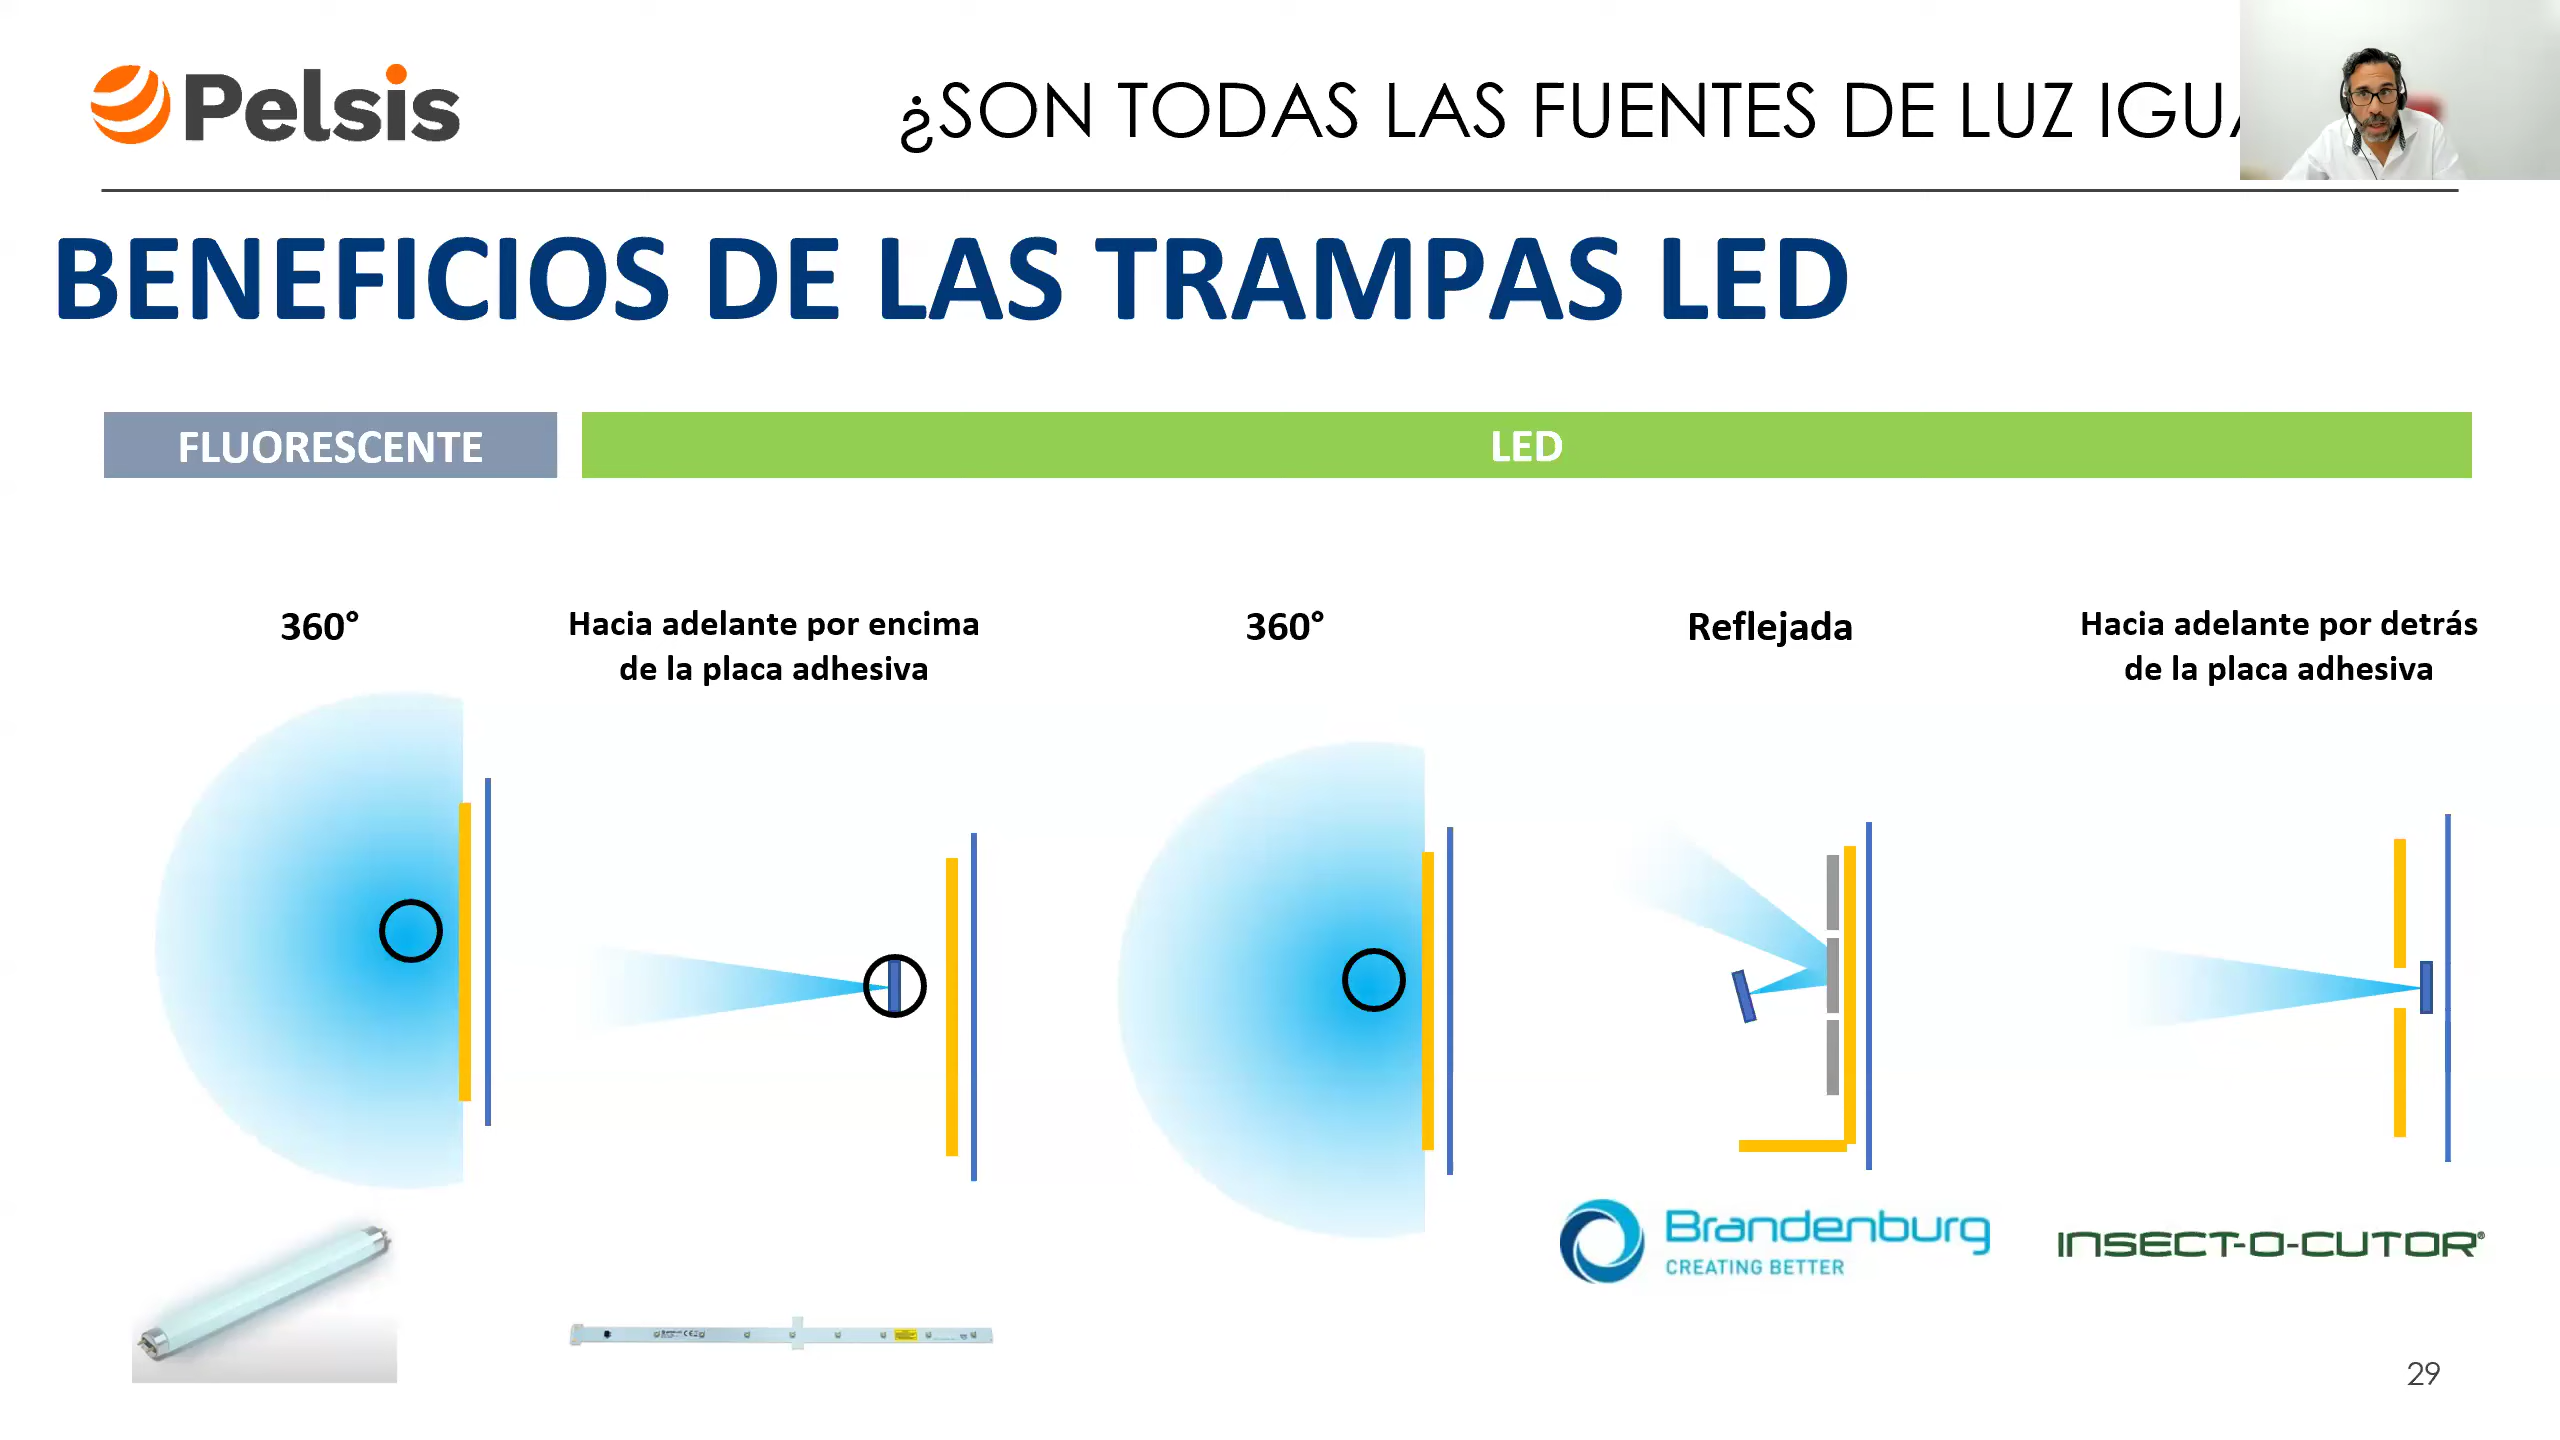 Pelsis
¿SON TODAS LAS FUENTES DE LUZ
BENEFICIOS DE LAS TRAMPAS LED
FLUORESCENTE
LED
360°
Hacia adelante por encima
de la placa adhesiva
360°
Reflejada
Hacia adelante por detrás
de la placa adhesiva
Brandenburg
CREATING BETTER
INSECT-O-CUTOR®
29